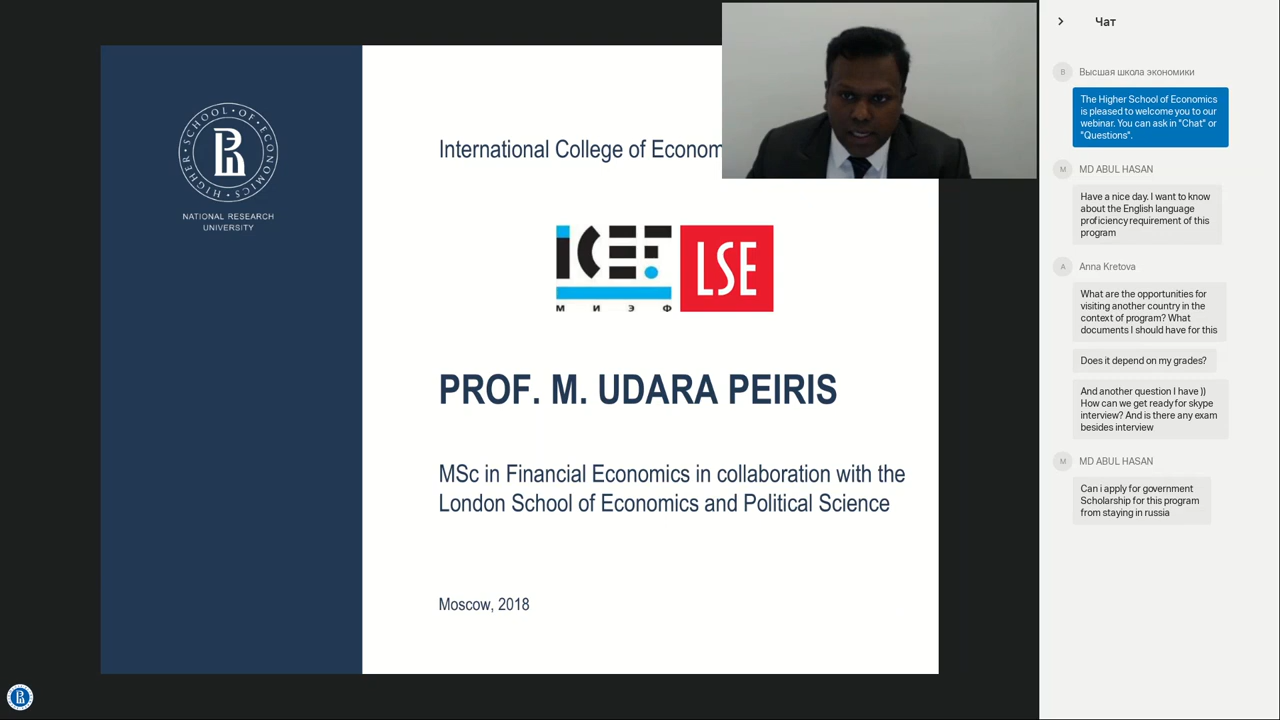 HIGHER · SCHOOL · OF · ECONOMICS
NATIONAL RESEARCH
UNIVERSITY
International College of Econom
ICEF
LSE
М И Э Ф
PROF. M. UDARA PEIRIS
MSc in Financial Economics in collaboration with the
London School of Economics and Political Science
Moscow, 2018
Чат
В
Высшая школа экономики
The Higher School of Economics
is pleased to welcome you to our
webinar. You can ask in "Chat" or
"Questions".
M
MD ABUL HASAN
Have a nice day. I want to know
about the English language
proficiency requirement of this
program
A
Anna Kretova
What are the opportunities for
visiting another country in the
context of program? What
documents I should have for this
Does it depend on my grades?
And another question I have ))
How can we get ready for skype
interview? And is there any exam
besides interview
M
MD ABUL HASAN
Can i apply for government
Scholarship for this program
from staying in russia